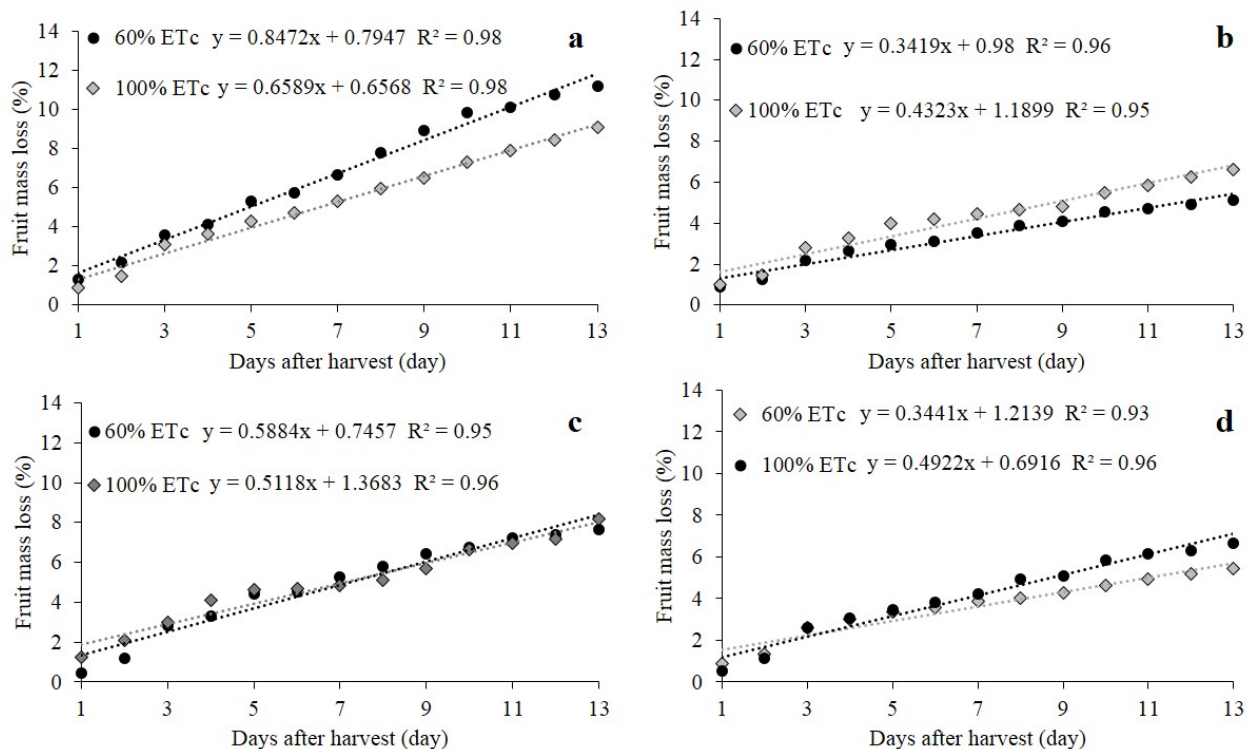 a
60% ETc y = 0.8472x + 0.7947 R² = 0.98
100% ETc y = 0.6589x + 0.6568 R² = 0.98
Fruit mass loss (%)
14
12
10
8
6
4
2
0
1 3 5 7 9 11 13
Days after harvest (day)
b
60% ETc y = 0.3419x + 0.98 R² = 0.96
100% ETc y = 0.4323x + 1.1899 R² = 0.95
Fruit mass loss (%)
14
12
10
8
6
4
2
0
1 3 5 7 9 11 13
Days after harvest (day)
c
60% ETc y = 0.5884x + 0.7457 R² = 0.95
100% ETc y = 0.5118x + 1.3683 R² = 0.96
Fruit mass loss (%)
14
12
10
8
6
4
2
0
1 3 5 7 9 11 13
Days after harvest (day)
d
60% ETc y = 0.3441x + 1.2139 R² = 0.93
100% ETc y = 0.4922x + 0.6916 R² = 0.96
Fruit mass loss (%)
14
12
10
8
6
4
2
0
1 3 5 7 9 11 13
Days after harvest (day)